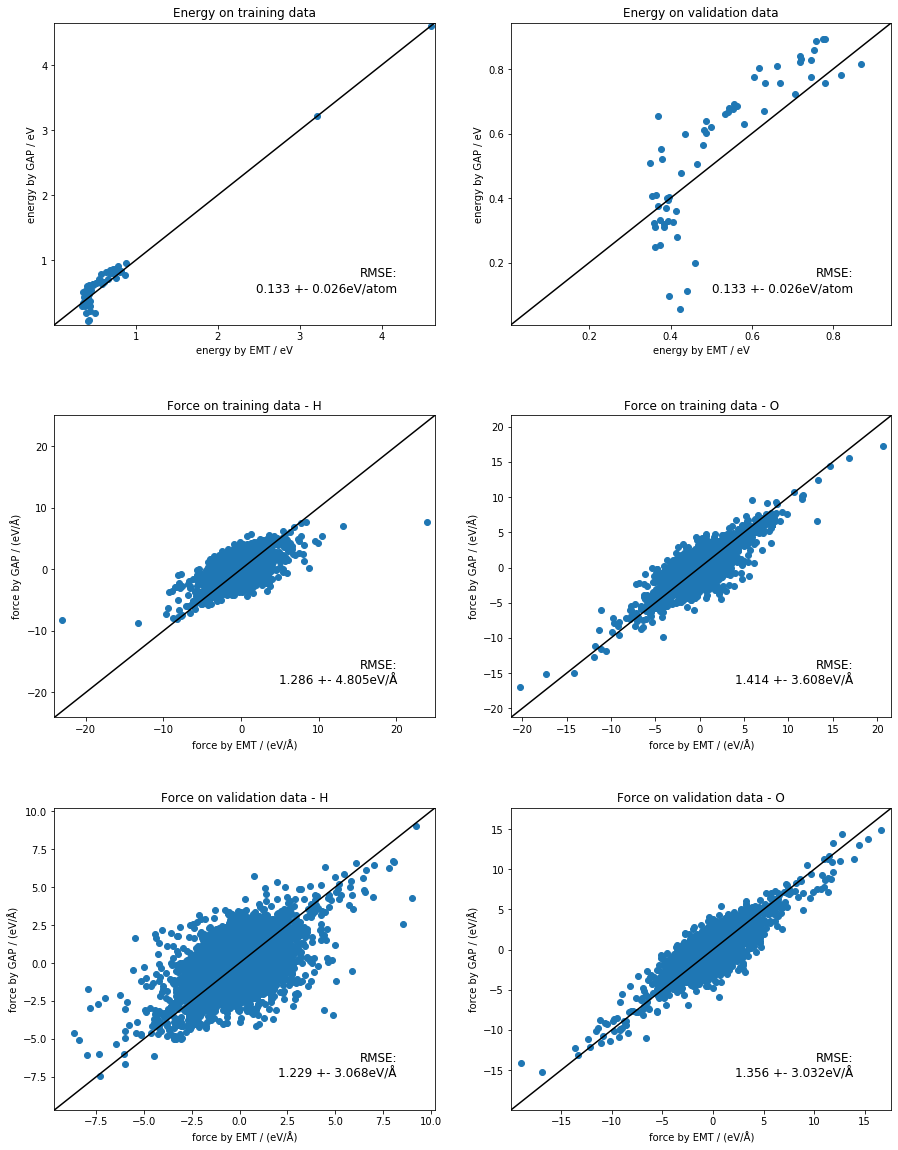 Energy on training data
energy by GAP / eV
4
3
2
1
RMSE:
0.133 +- 0.026eV/atom
1
2
3
4
energy by EMT / eV
Energy on validation data
energy by GAP / eV
0.8
0.6
0.4
0.2
RMSE:
0.133 +- 0.026eV/atom
0.2
0.4
0.6
0.8
energy by EMT / eV
Force on training data - H
force by GAP / (eV/Å)
20
10
0
−10
−20
RMSE:
1.286 +- 4.805eV/Å
−20
−10
0
10
20
force by EMT / (eV/Å)
Force on training data - O
force by GAP / (eV/Å)
20
15
10
5
0
−5
−10
−15
−20
RMSE:
1.414 +- 3.608eV/Å
−20
−15
−10
−5
0
5
10
15
20
force by EMT / (eV/Å)
Force on validation data - H
force by GAP / (eV/Å)
10.0
7.5
5.0
2.5
0.0
−2.5
−5.0
−7.5
RMSE:
1.229 +- 3.068eV/Å
−7.5
−5.0
−2.5
0.0
2.5
5.0
7.5
10.0
force by EMT / (eV/Å)
Force on validation data - O
force by GAP / (eV/Å)
15
10
5
0
−5
−10
−15
RMSE:
1.356 +- 3.032eV/Å
−15
−10
−5
0
5
10
15
force by EMT / (eV/Å)